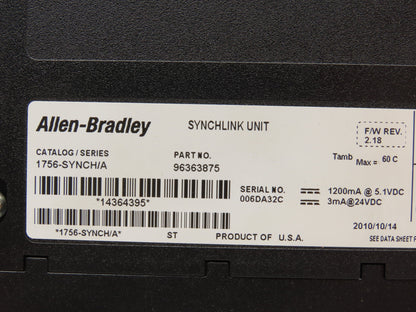 Allen-Bradley SYNCHLINK UNIT
F/W REV.
2.18
CATALOG / SERIES PART NO.
1756-SYNCH/A 96363875
Tamb Max = 60 C
*14364395*
SERIAL NO. 1200mA @ 5.1VDC
006DA32C 3mA@24VDC
2010/10/14
*1756-SYNCH/A* ST PRODUCT OF U.S.A.
SEE DATA SHEET